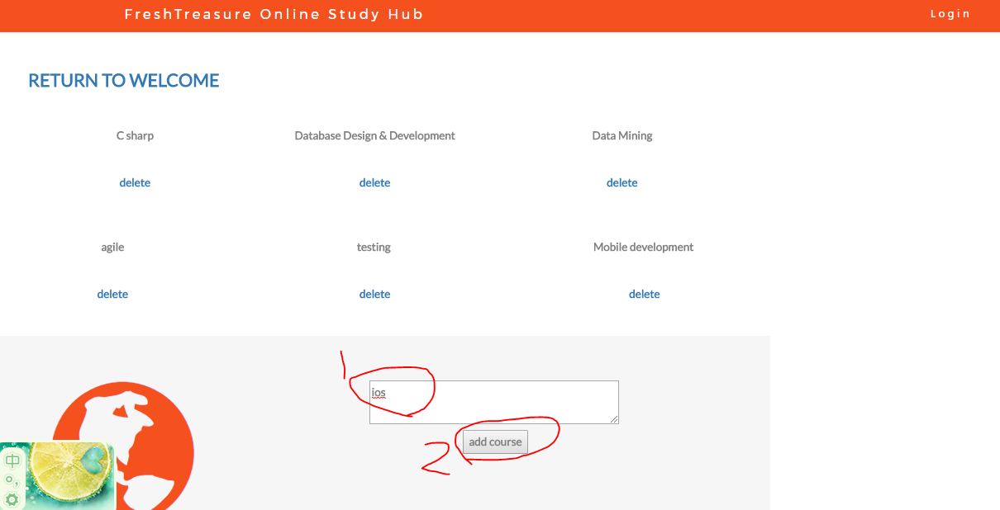 FreshTreasure Online Study Hub Login
RETURN TO WELCOME
C sharp Database Design & Development Data Mining
delete delete delete
agile testing Mobile development
delete delete delete
1
ios
add course
2
中